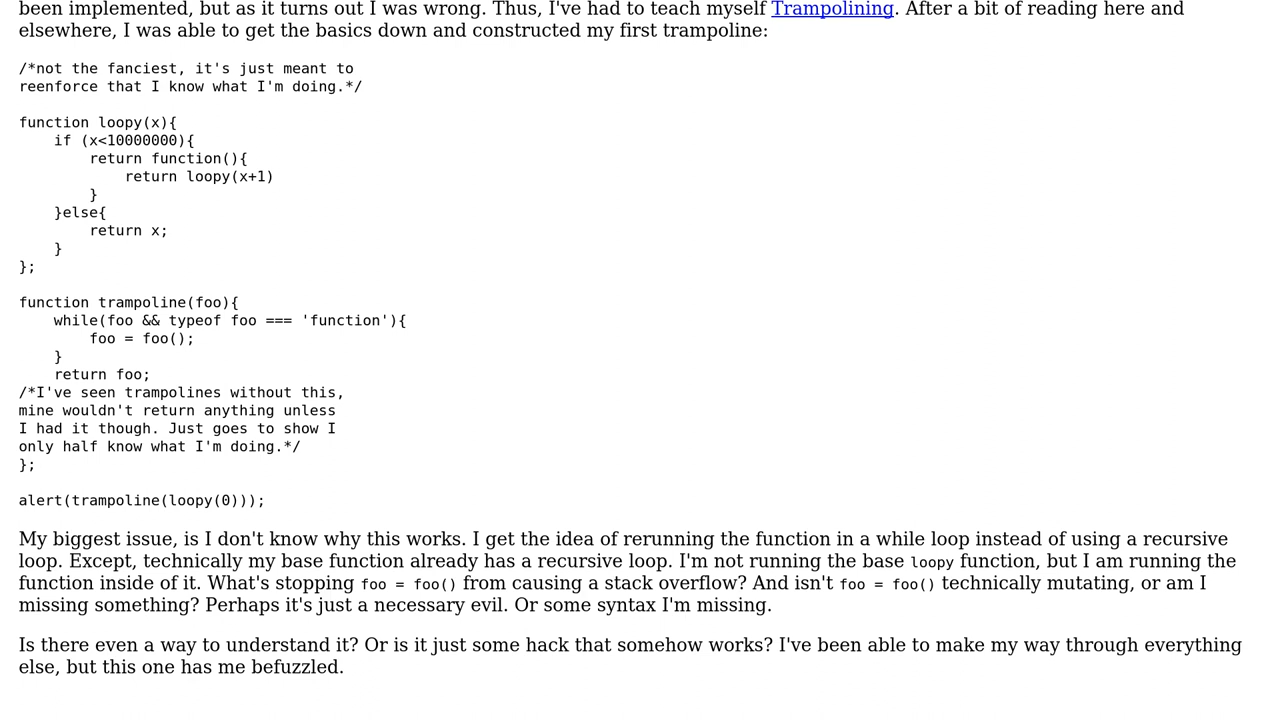 been implemented, but as it turns out I was wrong. Thus, I've had to teach myself Trampolining. After a bit of reading here and
elsewhere, I was able to get the basics down and constructed my first trampoline:
/*not the fanciest, it's just meant to
reenforce that I know what I'm doing.*/
function loopy(x){
    if (x<10000000){
        return function(){
            return loopy(x+1)
        }
    }else{
        return x;
    }
};
function trampoline(foo){
    while(foo && typeof foo === 'function'){
        foo = foo();
    }
    return foo;
/*I've seen trampolines without this,
mine wouldn't return anything unless
I had it though. Just goes to show I
only half know what I'm doing.*/
};
alert(trampoline(loopy(0)));
My biggest issue, is I don't know why this works. I get the idea of rerunning the function in a while loop instead of using a recursive
loop. Except, technically my base function already has a recursive loop. I'm not running the base loopy function, but I am running the
function inside of it. What's stopping foo = foo() from causing a stack overflow? And isn't foo = foo() technically mutating, or am I
missing something? Perhaps it's just a necessary evil. Or some syntax I'm missing.
Is there even a way to understand it? Or is it just some hack that somehow works? I've been able to make my way through everything
else, but this one has me befuzzled.